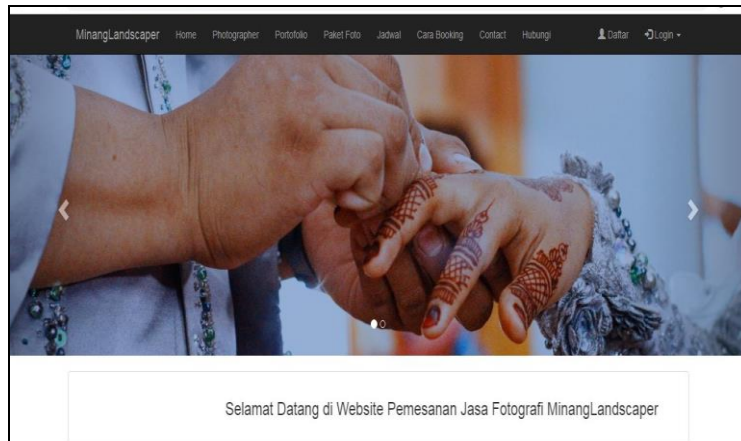 MinangLandscaper Home Photographer Portofolio Paket Foto Jadwal Cara Booking Contact Hubungi Daftar Login
Selamat Datang di Website Pemesanan Jasa Fotografi MinangLandscaper